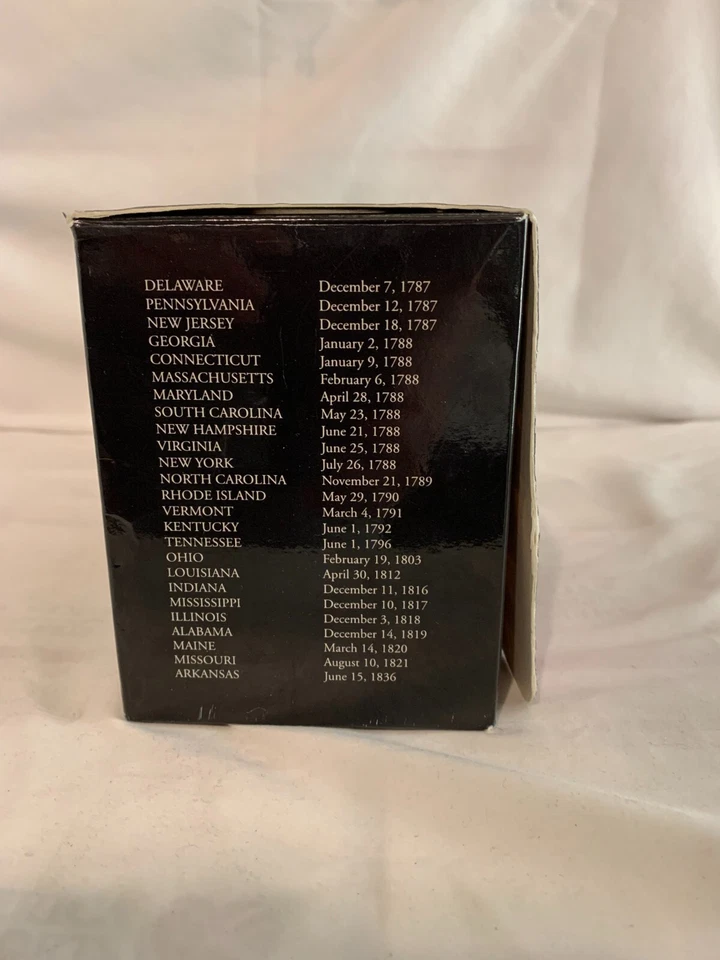 DELAWARE December 7, 1787
PENNSYLVANIA December 12, 1787
NEW JERSEY December 18, 1787
GEORGIA January 2, 1788
CONNECTICUT January 9, 1788
MASSACHUSETTS February 6, 1788
MARYLAND April 28, 1788
SOUTH CAROLINA May 23, 1788
NEW HAMPSHIRE June 21, 1788
VIRGINIA June 25, 1788
NEW YORK July 26, 1788
NORTH CAROLINA November 21, 1789
RHODE ISLAND May 29, 1790
VERMONT March 4, 1791
KENTUCKY June 1, 1792
TENNESSEE June 1, 1796
OHIO February 19, 1803
LOUISIANA April 30, 1812
INDIANA December 11, 1816
MISSISSIPPI December 10, 1817
ILLINOIS December 3, 1818
ALABAMA December 14, 1819
MAINE March 14, 1820
MISSOURI August 10, 1821
ARKANSAS June 15, 1836